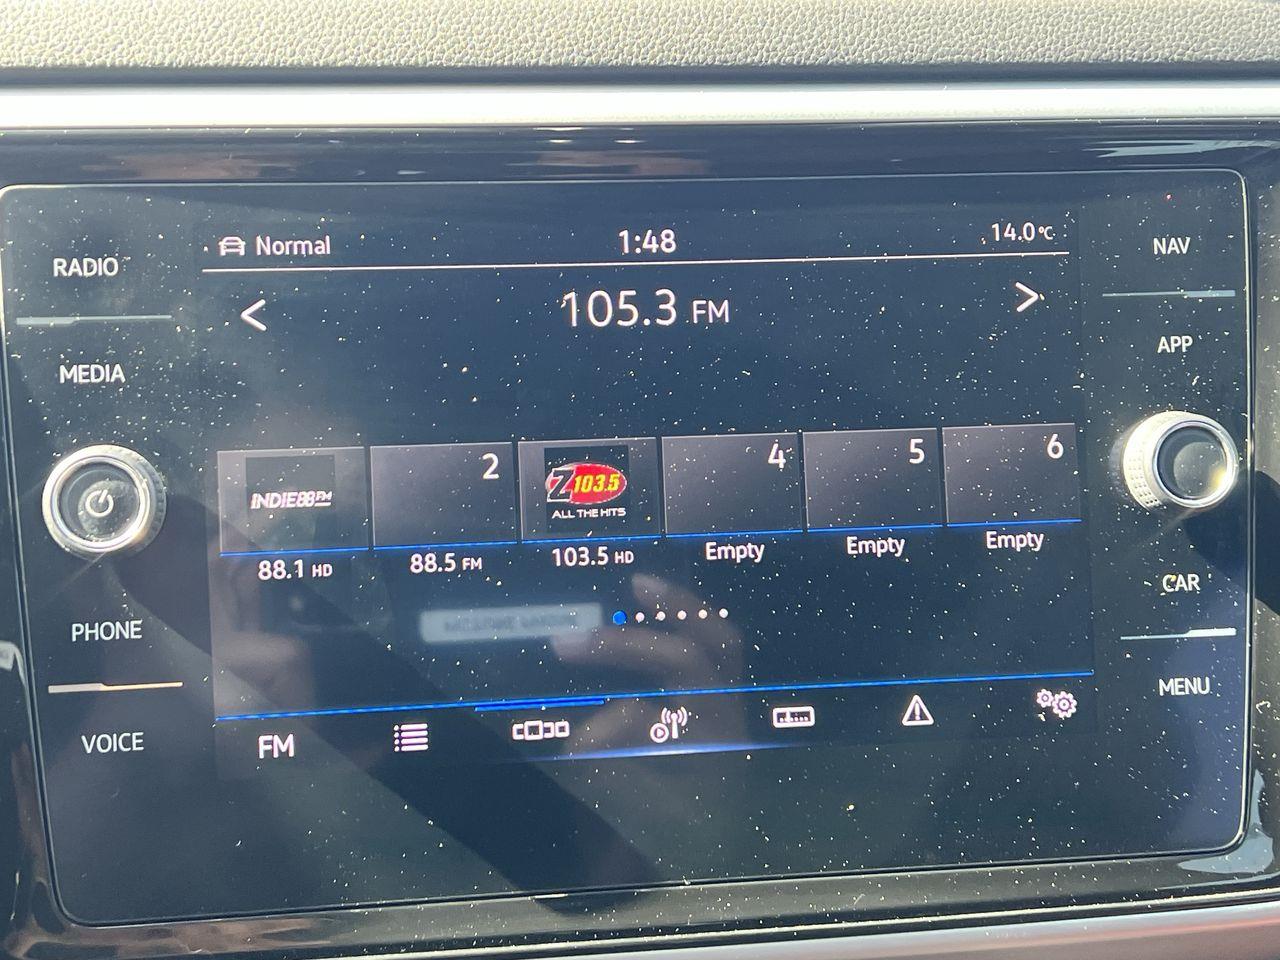 RADIO
MEDIA
PHONE
VOICE
Normal
1:48
14.0°C
105.3 FM
INDIE88FM
2
Z103.5
ALL THE HITS
4
5
6
88.1 HD
88.5 FM
103.5 HD
Empty
Empty
Empty
FM
NAV
APP
CAR
MENU